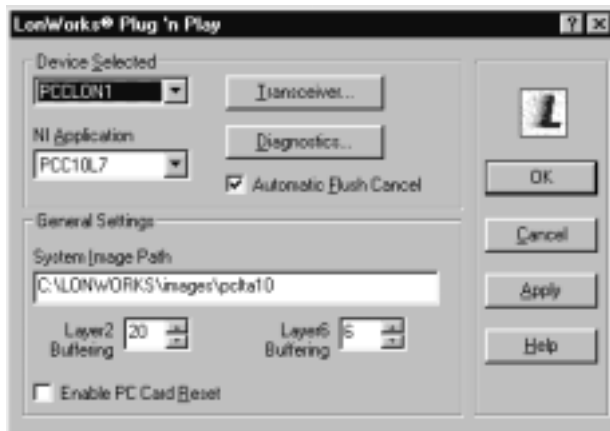 LonWorks® Plug 'n Play
Device Selected
PCCLON1
Transceiver...
NI Application
PCC10L7
Diagnostics...
Automatic Flush Cancel
General Settings
System Image Path
C:\LONWORKS\images\pclta10
Layer2 Buffering
20
Layer6 Buffering
6
Enable PC Card Reset
L
OK
Cancel
Apply
Help